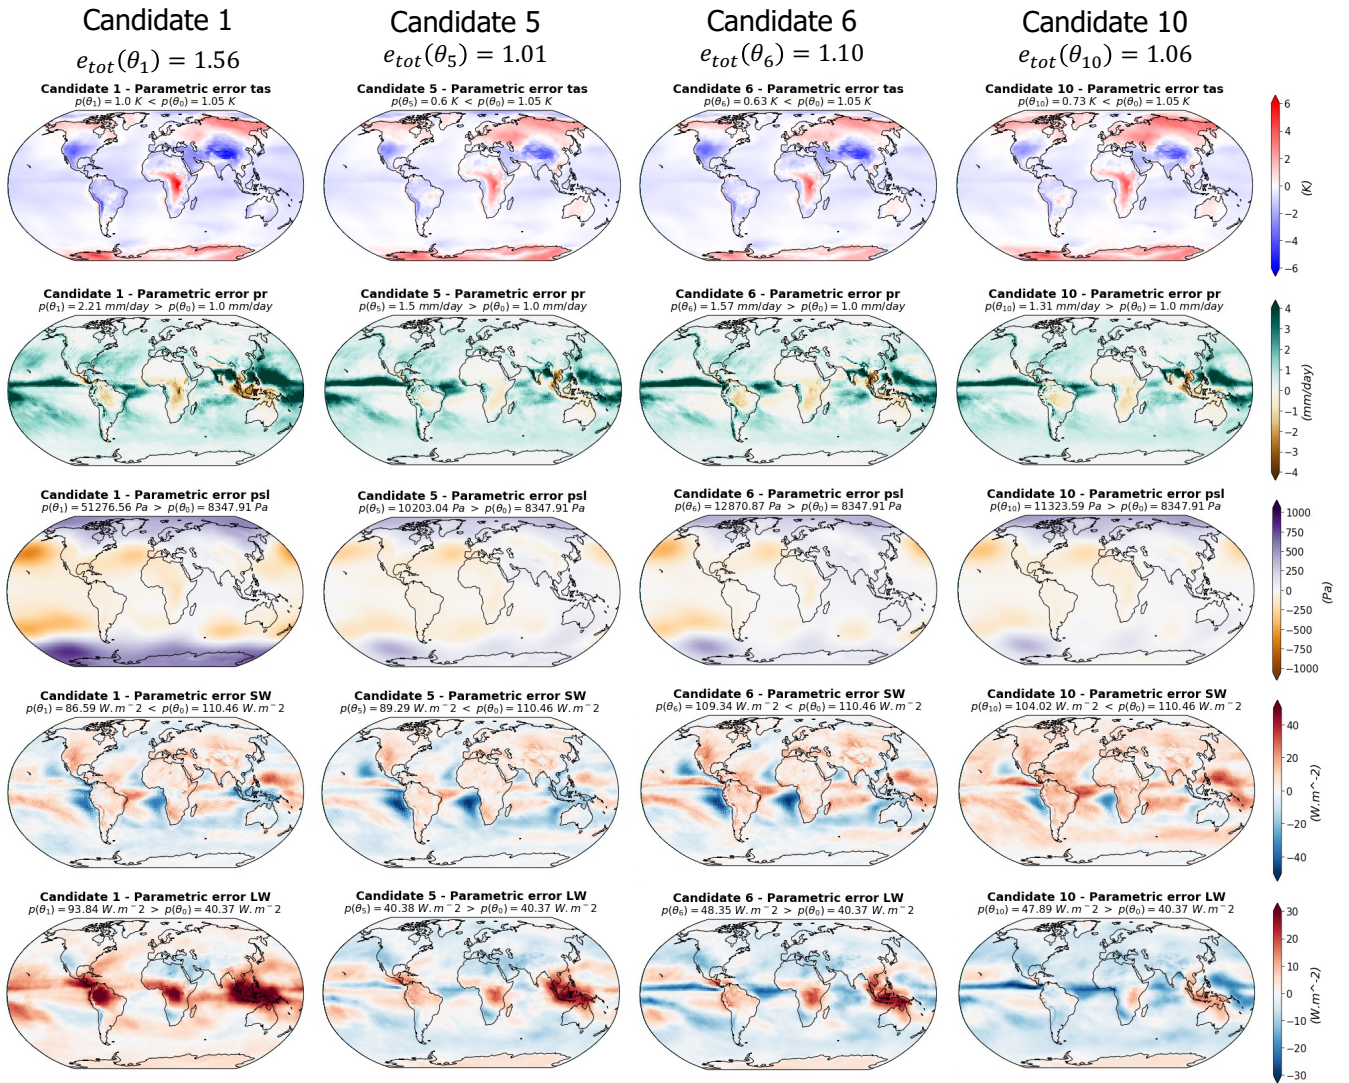 Candidate 1
Candidate 5
Candidate 6
Candidate 10
e_tot(θ_1) = 1.56
e_tot(θ_5) = 1.01
e_tot(θ_6) = 1.10
e_tot(θ_10) = 1.06
Candidate 1 - Parametric error tas
p(θ_1) = 1.0 K < p(θ_0) = 1.05 K
Candidate 5 - Parametric error tas
p(θ_5) = 0.6 K < p(θ_0) = 1.05 K
Candidate 6 - Parametric error tas
p(θ_6) = 0.63 K < p(θ_0) = 1.05 K
Candidate 10 - Parametric error tas
p(θ_10) = 0.73 K < p(θ_0) = 1.05 K
6
4
2
0
−2
−4
−6
(K)
Candidate 1 - Parametric error pr
p(θ_1) = 2.21 mm/day > p(θ_0) = 1.0 mm/day
Candidate 5 - Parametric error pr
p(θ_5) = 1.5 mm/day > p(θ_0) = 1.0 mm/day
Candidate 6 - Parametric error pr
p(θ_6) = 1.57 mm/day > p(θ_0) = 1.0 mm/day
Candidate 10 - Parametric error pr
p(θ_10) = 1.31 mm/day > p(θ_0) = 1.0 mm/day
4
3
2
1
0
−1
−2
−3
−4
(mm/day)
Candidate 1 - Parametric error psl
p(θ_1) = 51276.56 Pa > p(θ_0) = 8347.91 Pa
Candidate 5 - Parametric error psl
p(θ_5) = 10203.04 Pa > p(θ_0) = 8347.91 Pa
Candidate 6 - Parametric error psl
p(θ_6) = 12870.87 Pa > p(θ_0) = 8347.91 Pa
Candidate 10 - Parametric error psl
p(θ_10) = 11323.59 Pa > p(θ_0) = 8347.91 Pa
1000
750
500
250
0
−250
−500
−750
−1000
(Pa)
Candidate 1 - Parametric error SW
p(θ_1) = 86.59 W.m^−2 < p(θ_0) = 110.46 W.m^−2
Candidate 5 - Parametric error SW
p(θ_5) = 89.29 W.m^−2 < p(θ_0) = 110.46 W.m^−2
Candidate 6 - Parametric error SW
p(θ_6) = 109.34 W.m^−2 < p(θ_0) = 110.46 W.m^−2
Candidate 10 - Parametric error SW
p(θ_10) = 104.02 W.m^−2 < p(θ_0) = 110.46 W.m^−2
40
20
0
−20
−40
(W.m^-2)
Candidate 1 - Parametric error LW
p(θ_1) = 93.84 W.m^−2 > p(θ_0) = 40.37 W.m^−2
Candidate 5 - Parametric error LW
p(θ_5) = 40.38 W.m^−2 > p(θ_0) = 40.37 W.m^−2
Candidate 6 - Parametric error LW
p(θ_6) = 48.35 W.m^−2 > p(θ_0) = 40.37 W.m^−2
Candidate 10 - Parametric error LW
p(θ_10) = 47.89 W.m^−2 > p(θ_0) = 40.37 W.m^−2
30
20
10
0
−10
−20
−30
(W.m^-2)